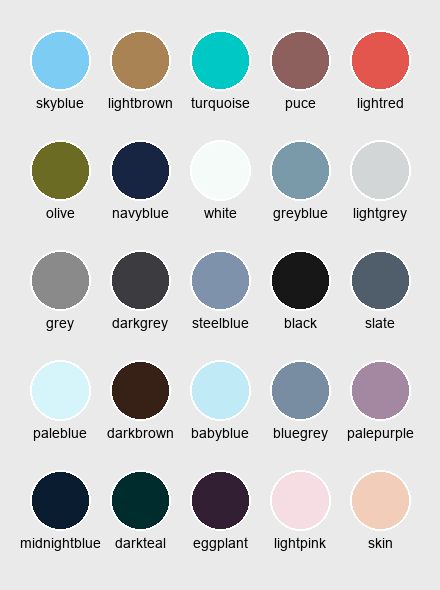 skyblue lightbrown turquoise puce lightred
olive navyblue white greyblue lightgrey
grey darkgrey steelblue black slate
paleblue darkbrown babyblue bluegrey palepurple
midnightblue darkteal eggplant lightpink skin